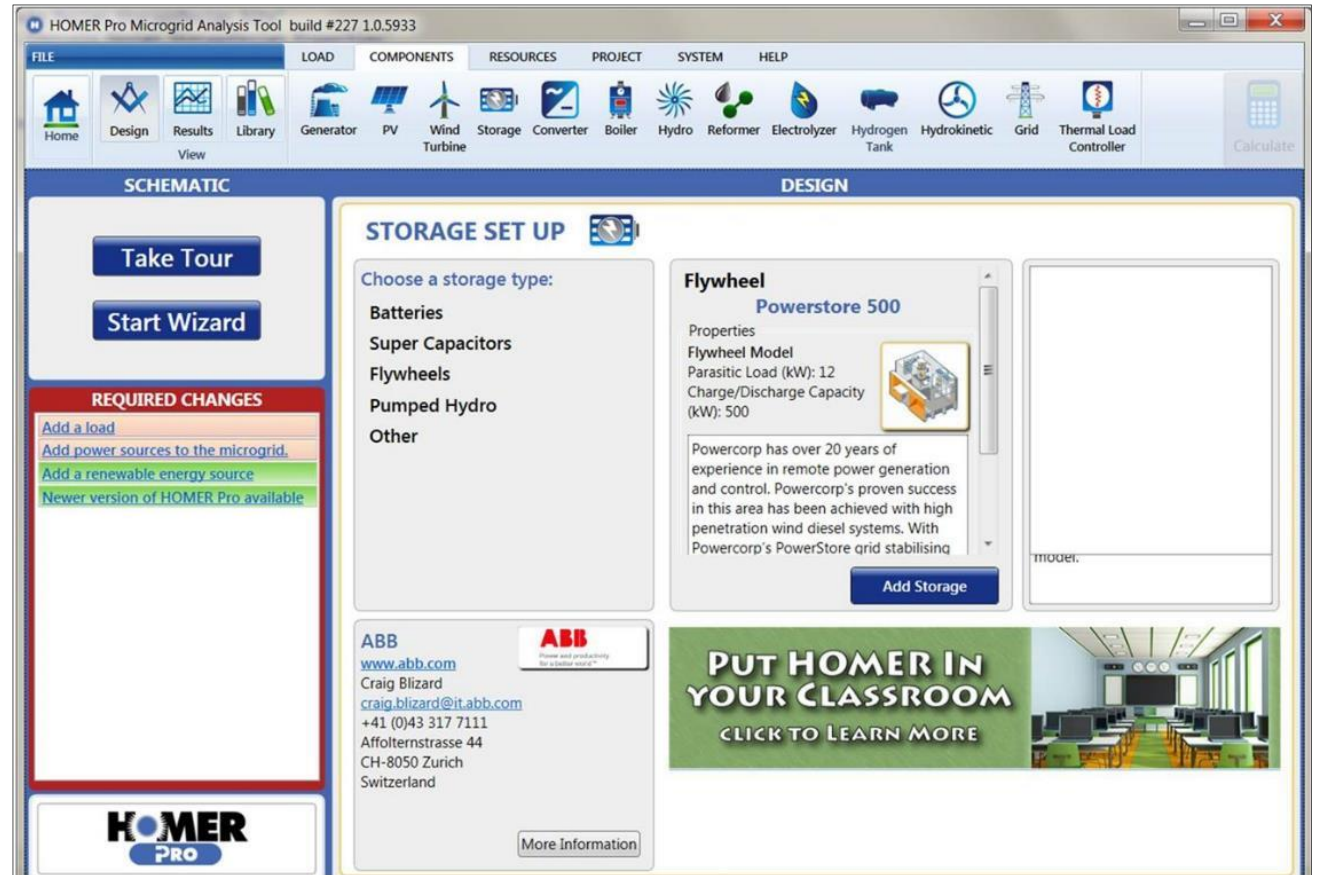 HOMER Pro Microgrid Analysis Tool build #227 1.0.5933
FILE
LOAD
COMPONENTS
RESOURCES
PROJECT
SYSTEM
HELP
Home
Design
Results
Library
View
Generator
PV
Wind
Turbine
Storage
Converter
Boiler
Hydro
Reformer
Electrolyzer
Hydrogen
Tank
Hydrokinetic
Grid
Thermal Load
Controller
Calculate
SCHEMATIC
Take Tour
Start Wizard
REQUIRED CHANGES
Add a load
Add power sources to the microgrid.
Add a renewable energy source
Newer version of HOMER Pro available
HOMER
PRO
DESIGN
STORAGE SET UP
Choose a storage type:
Batteries
Super Capacitors
Flywheels
Pumped Hydro
Other
Flywheel
Powerstore 500
Properties
Flywheel Model
Parasitic Load (kW): 12
Charge/Discharge Capacity
(kW): 500
Powercorp has over 20 years of
experience in remote power generation
and control. Powercorp's proven success
in this area has been achieved with high
penetration wind diesel systems. With
Powercorp's PowerStore grid stabilising
Add Storage
model.
ABB
www.abb.com
Craig Blizard
craig.blizard@it.abb.com
+41 (0)43 317 7111
Affolternstrasse 44
CH-8050 Zurich
Switzerland
ABB
Power and productivity
for a better world™
More Information
PUT HOMER IN
YOUR CLASSROOM
CLICK TO LEARN MORE